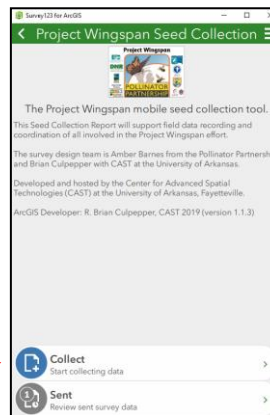 Survey123 for ArcGIS
Project Wingspan Seed Collection
Project Wingspan
DNR
POLLINATOR
PARTNERSHIP
The Project Wingspan mobile seed collection tool.
This Seed Collection Report will support field data recording and
coordination of all involved in the Project Wingspan effort.
The survey design team is Amber Barnes from the Pollinator Partnersh
and Brian Culpepper with CAST at the University of Arkansas.
Developed and hosted by the Center for Advanced Spatial
Technologies (CAST) at the University of Arkansas, Fayetteville.
ArcGIS Developer: R. Brian Culpepper, CAST 2019 (version 1.1.3)
Collect
Start collecting data
1
Sent
Review sent survey data